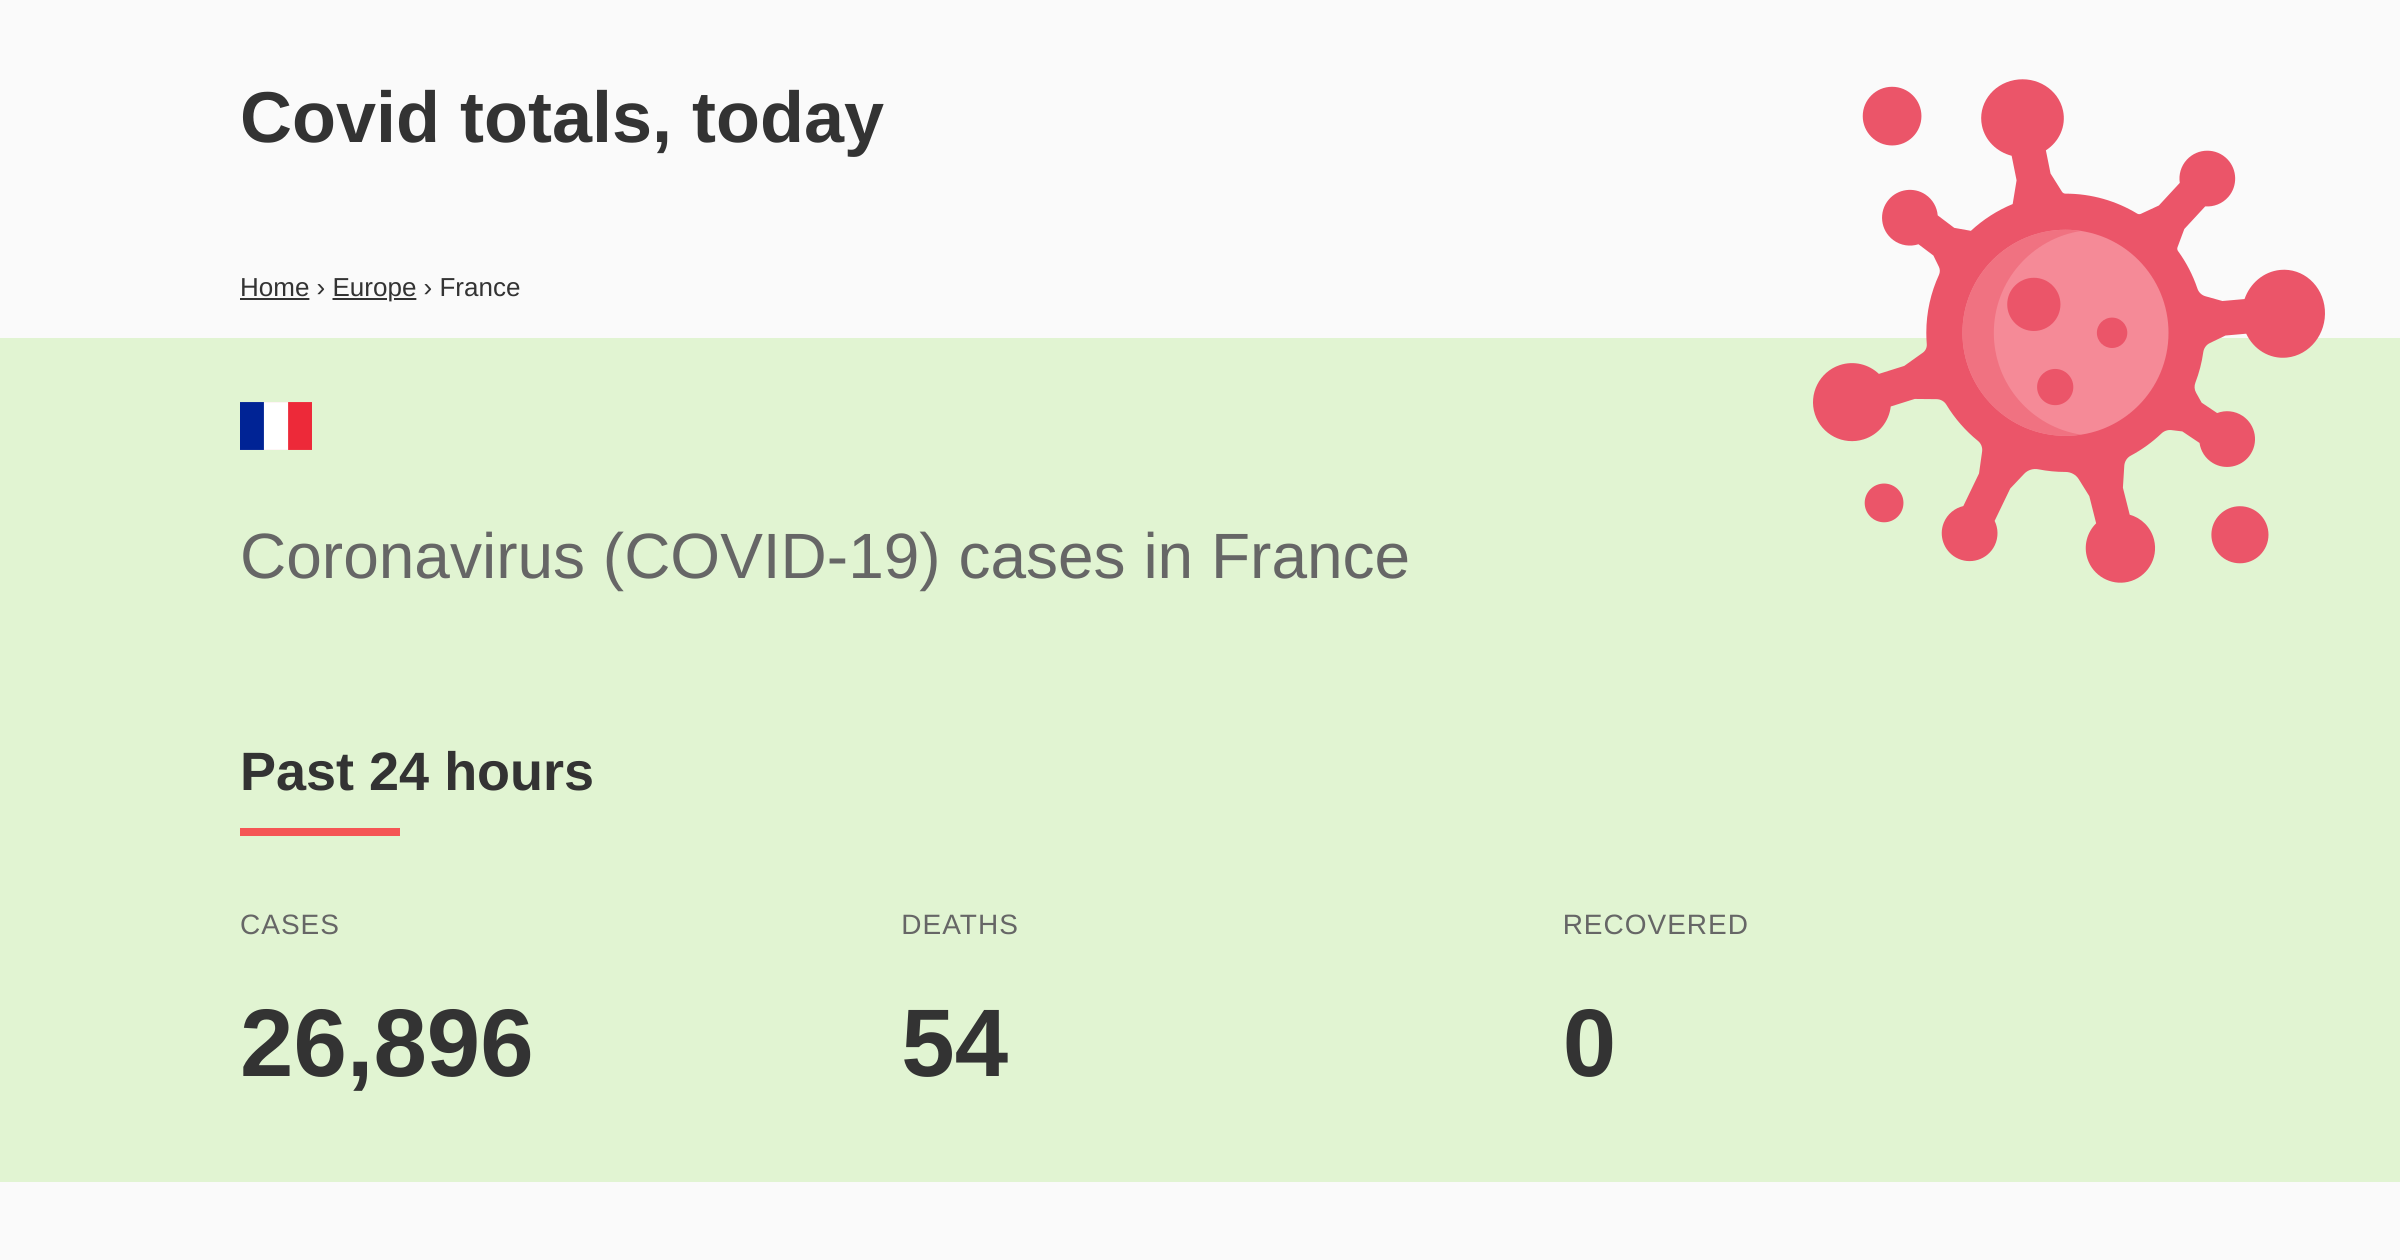 Covid totals, today
Home › Europe › France
Coronavirus (COVID-19) cases in France
Past 24 hours
CASES DEATHS RECOVERED
26,896 54 0